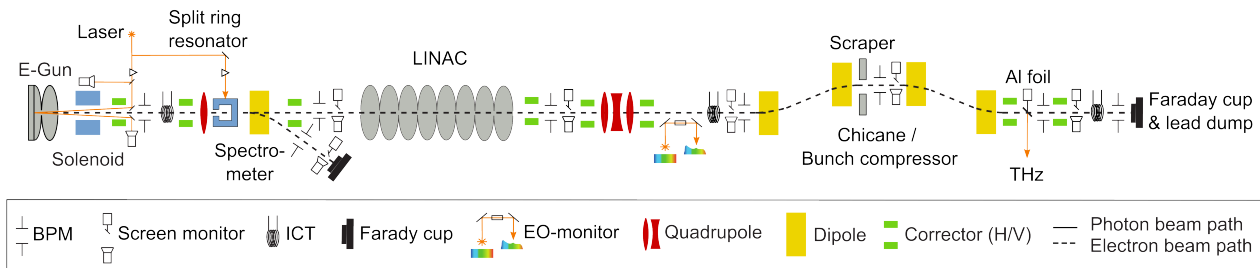 Laser
Split ring
resonator
E-Gun
LINAC
Scraper
Al foil
Faraday cup
& lead dump
Solenoid
Spectro-
meter
Chicane /
Bunch compressor
THz
BPM
Screen monitor
ICT
Farady cup
EO-monitor
Quadrupole
Dipole
Corrector (H/V)
Photon beam path
Electron beam path